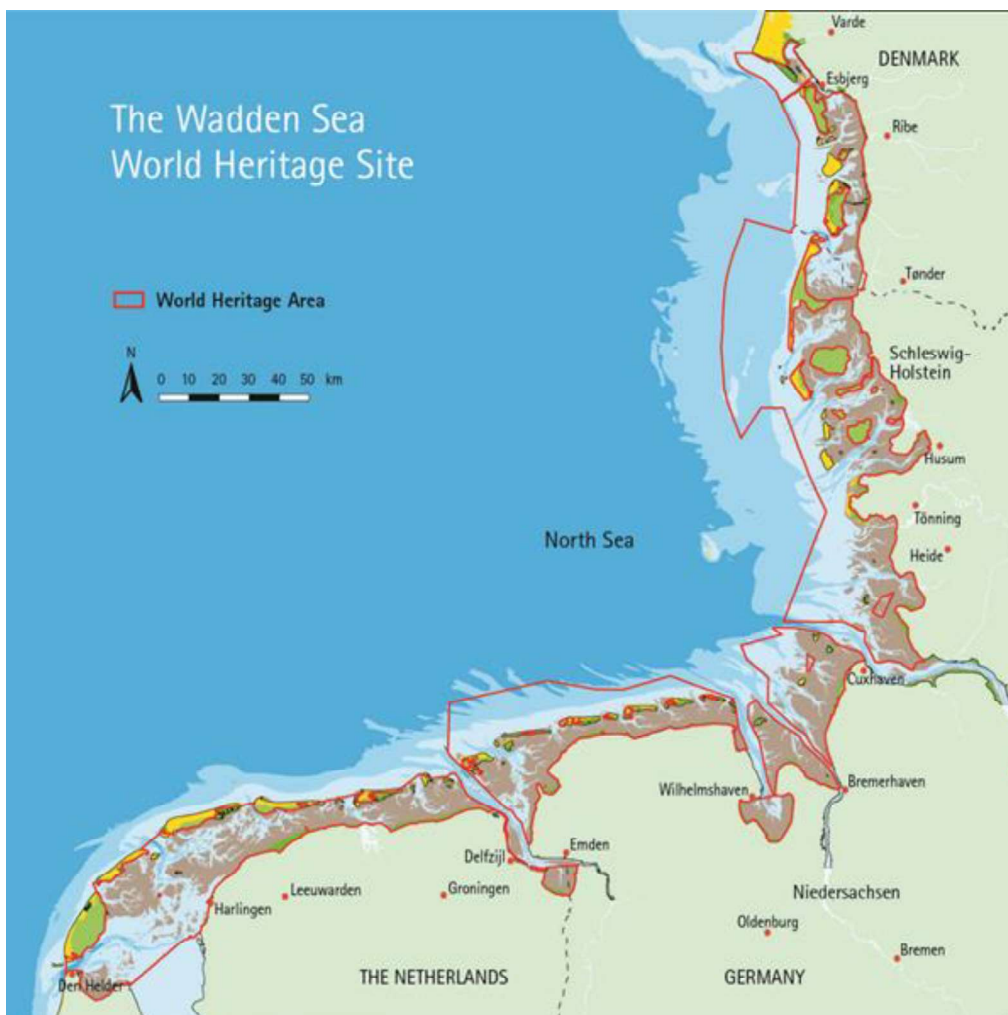 Varde
DENMARK
Esbjerg
The Wadden Sea
World Heritage Site
Ribe
Tønder
World Heritage Area
N
0 10 20 30 40 50 km
Schleswig-
Holstein
Husum
Tönning
North Sea
Heide
Cuxhaven
Wilhelmshaven
Bremerhaven
Emden
Delfzijl
Leeuwarden
Groningen
Niedersachsen
Harlingen
Oldenburg
Bremen
THE NETHERLANDS
GERMANY
Den Helder